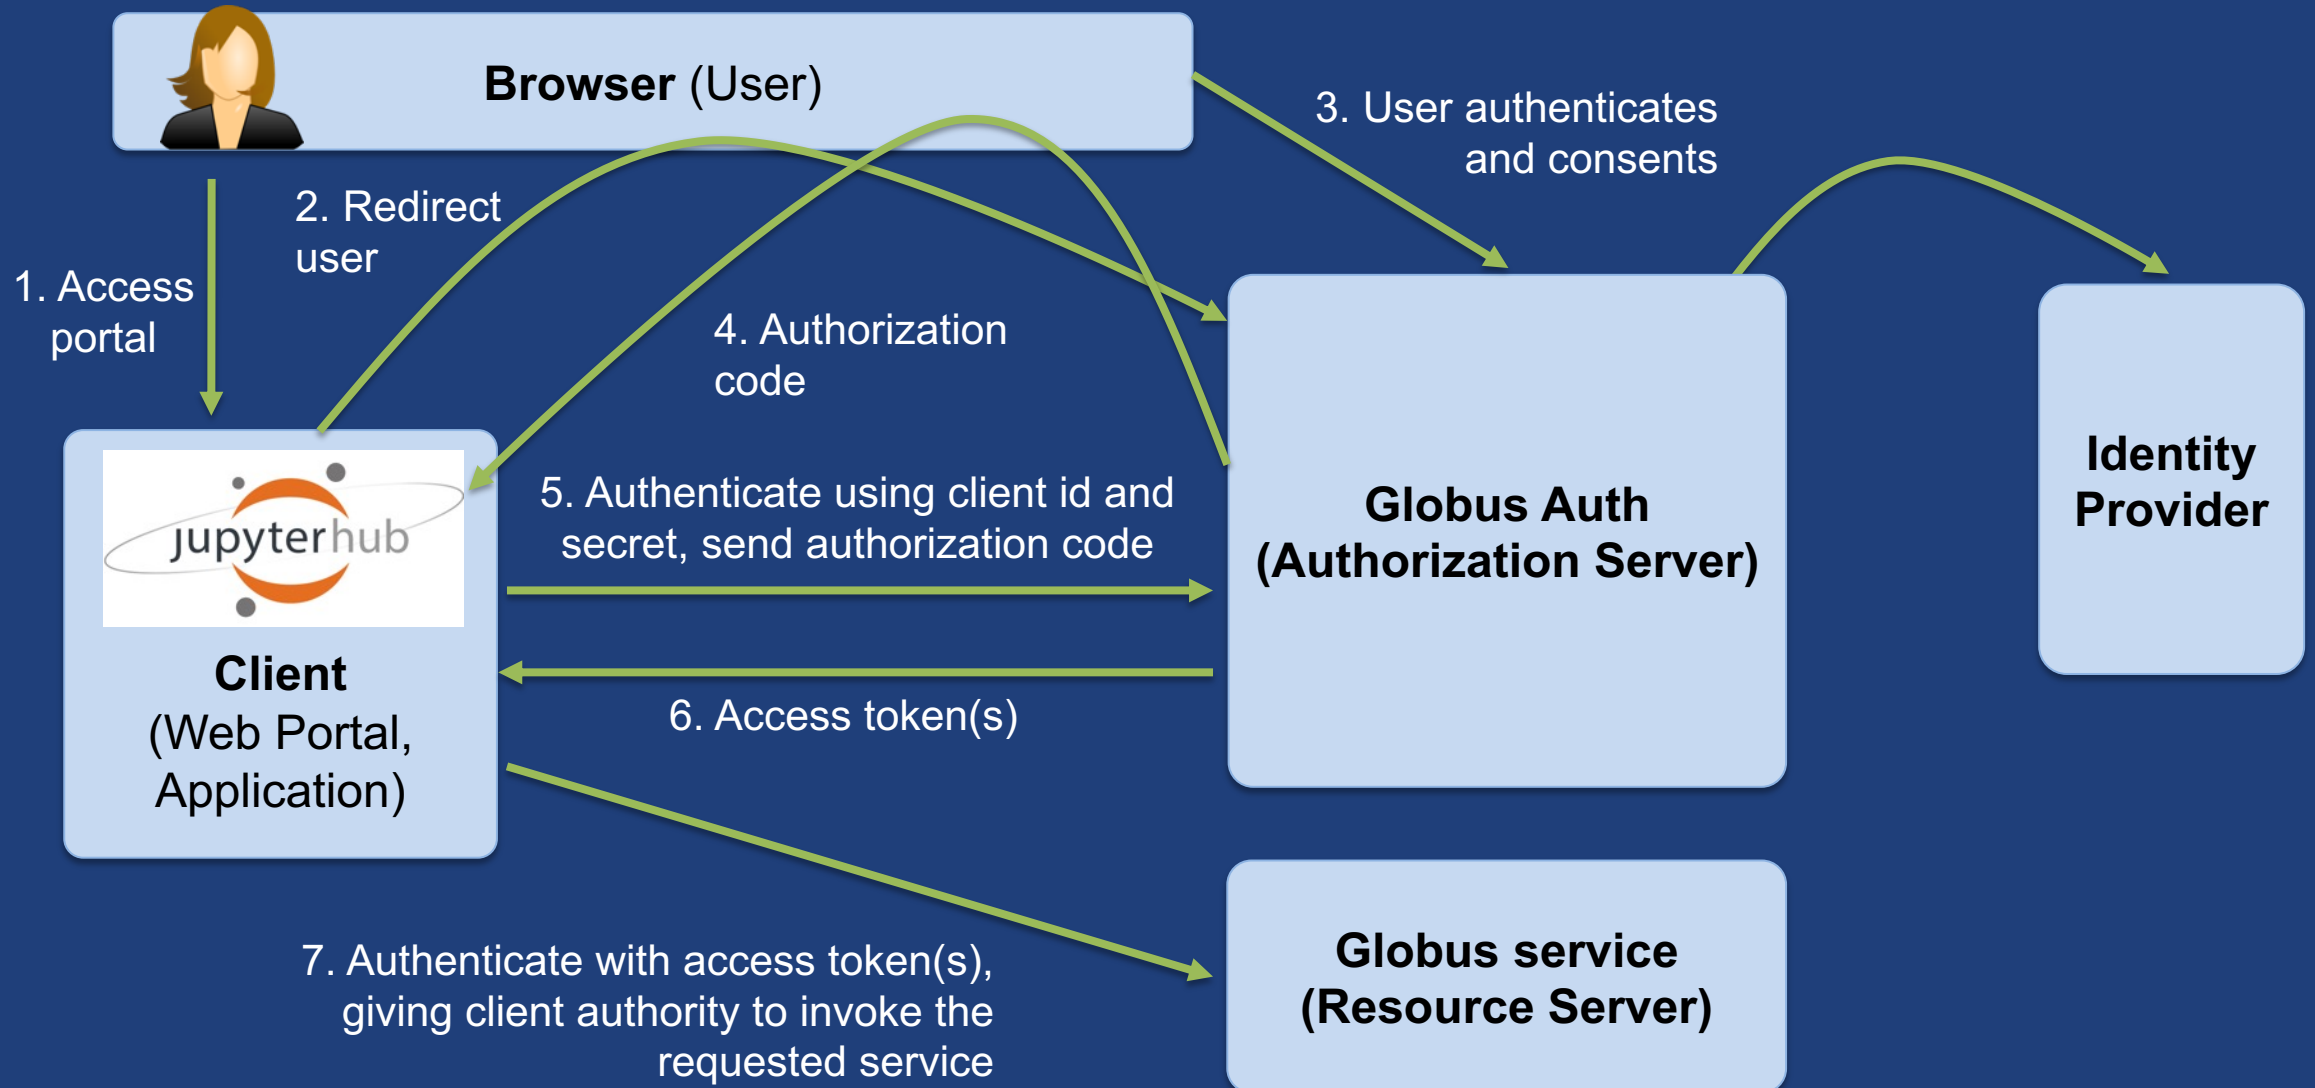 Browser (User)
3. User authenticates
and consents
2. Redirect
user
1. Access
portal
4. Authorization
code
jupyterhub
5. Authenticate using client id and
secret, send authorization code
Client
(Web Portal,
Application)
6. Access token(s)
Globus Auth
(Authorization Server)
Identity
Provider
7. Authenticate with access token(s),
giving client authority to invoke the
requested service
Globus service
(Resource Server)